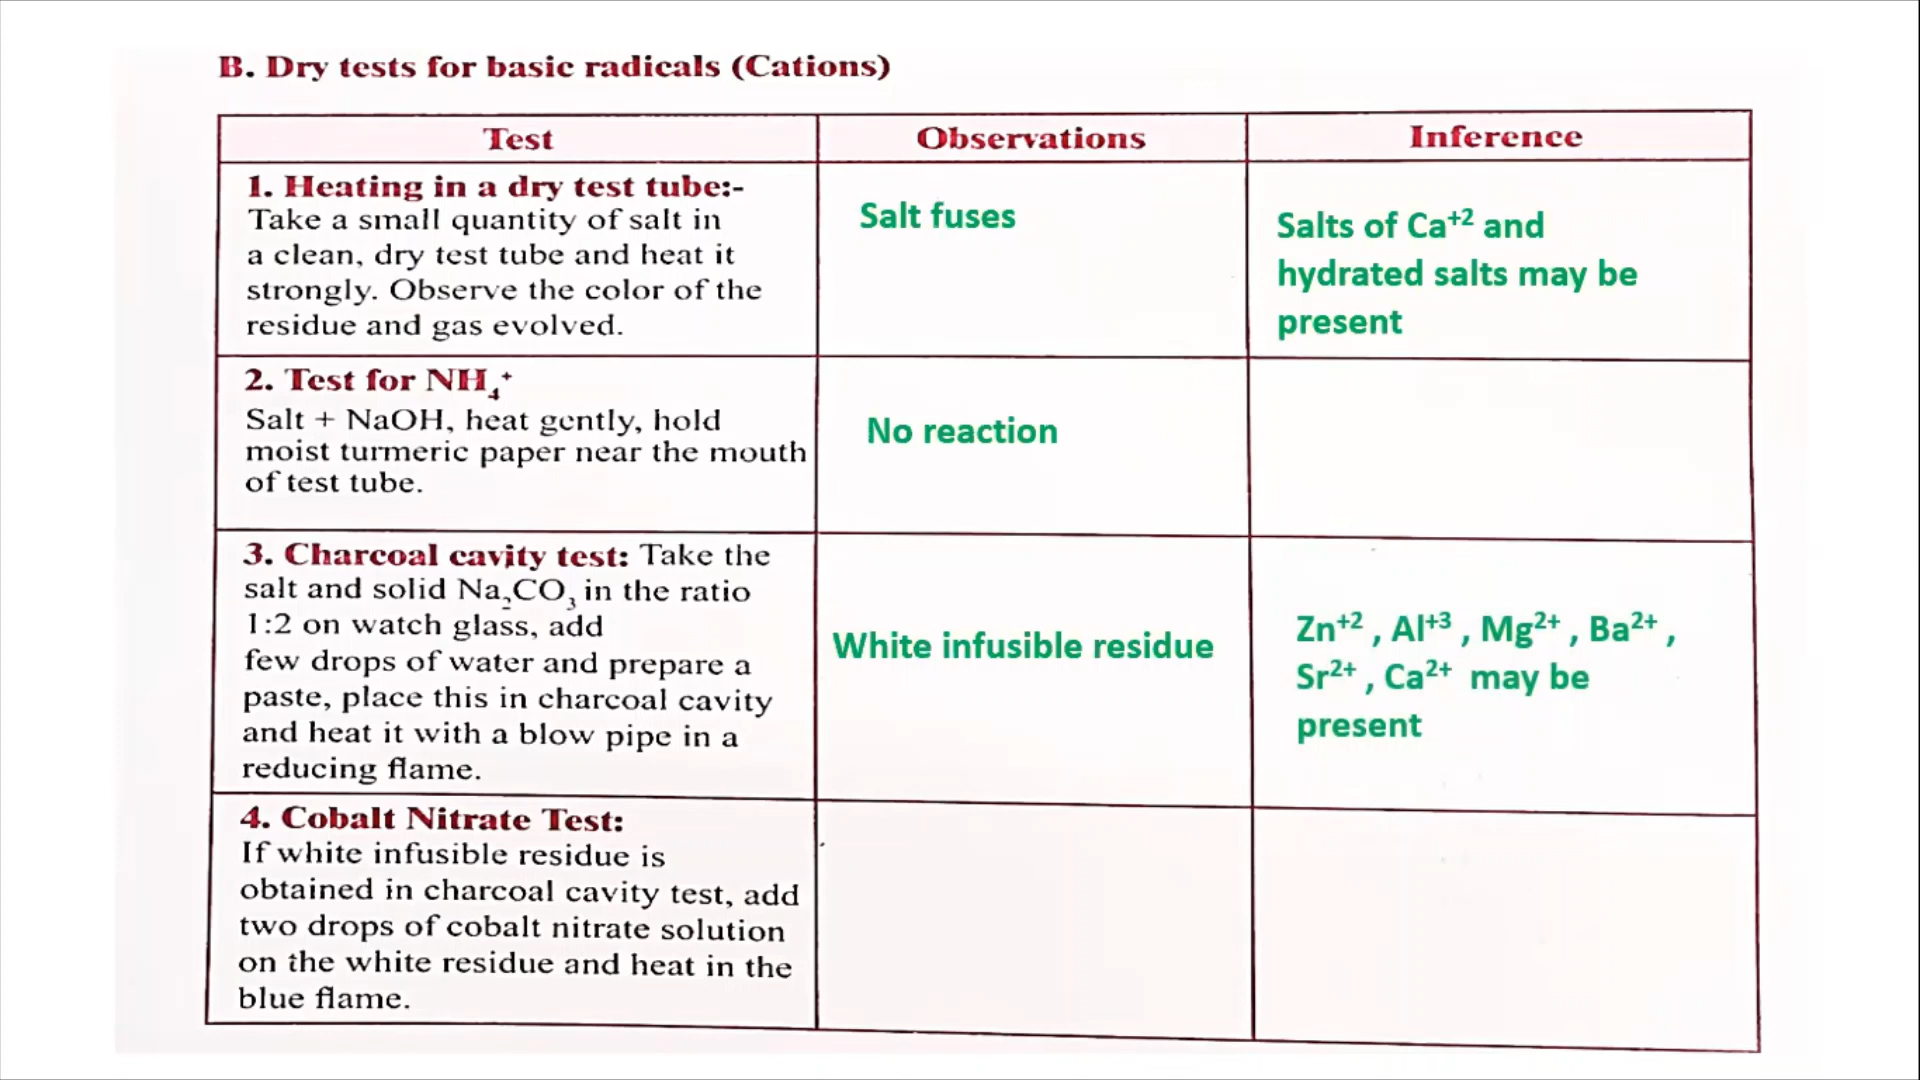 B. Dry tests for basic radicals (Cations)
Test
Observations
Inference
1. Heating in a dry test tube:-
Take a small quantity of salt in
a clean, dry test tube and heat it
strongly. Observe the color of the
residue and gas evolved.
Salt fuses
Salts of Ca⁺² and
hydrated salts may be
present
2. Test for NH₄⁺
Salt + NaOH, heat gently, hold
moist turmeric paper near the mouth
of test tube.
No reaction
3. Charcoal cavity test: Take the
salt and solid Na₂CO₃ in the ratio
1:2 on watch glass, add
few drops of water and prepare a
paste, place this in charcoal cavity
and heat it with a blow pipe in a
reducing flame.
White infusible residue
Zn⁺² , Al⁺³ , Mg²⁺ , Ba²⁺ ,
Sr²⁺ , Ca²⁺ may be
present
4. Cobalt Nitrate Test:
If white infusible residue is
obtained in charcoal cavity test, add
two drops of cobalt nitrate solution
on the white residue and heat in the
blue flame.